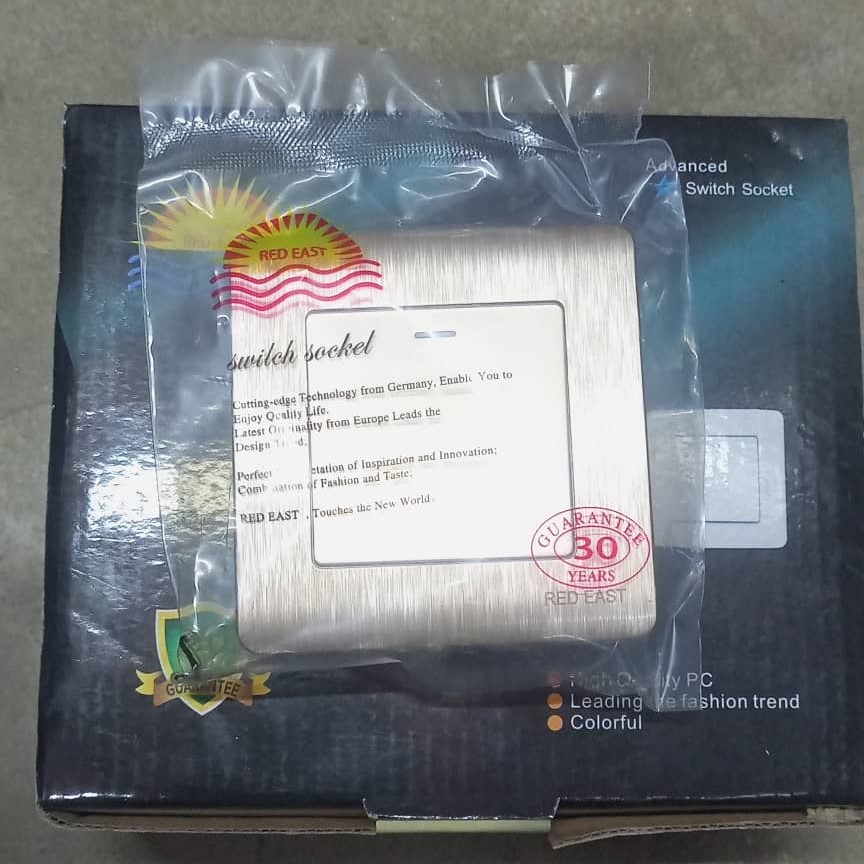 Advanced
Switch Socket
RED EAST
switch socket
Cutting-edge Technology from Germany, Enable You to
Enjoy Quality Life.
Latest from Europe Leads the
Design
Perfect of Inspiration and Innovation;
of Fashion and Taste;
RED EAST , Touches the New World.
GUARANTEE
30
YEARS
RED EAST
GUARANTEE
PC
Leading fashion trend
Colorful